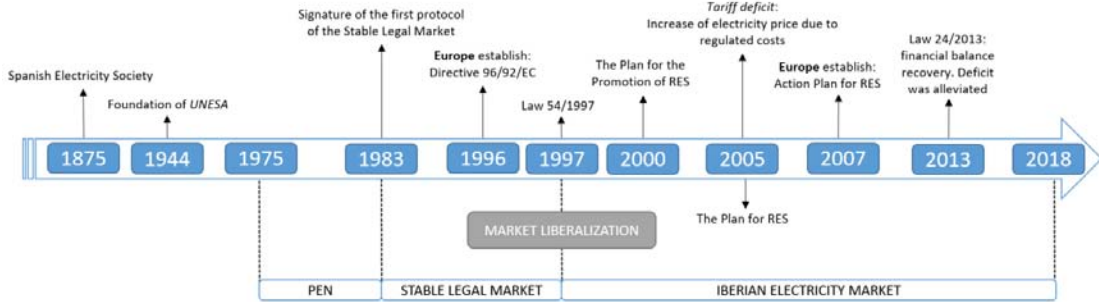 Spanish Electricity Society
Foundation of UNESA
Signature of the first protocol
of the Stable Legal Market
Europe establish:
Directive 96/92/EC
Law 54/1997
The Plan for the
Promotion of RES
Tariff deficit:
Increase of electricity price due to
regulated costs
Europe establish:
Action Plan for RES
Law 24/2013:
financial balance
recovery. Deficit
was alleviated
1875
1944
1975
1983
1996
1997
2000
2005
2007
2013
2018
The Plan for RES
MARKET LIBERALIZATION
PEN
STABLE LEGAL MARKET
IBERIAN ELECTRICITY MARKET